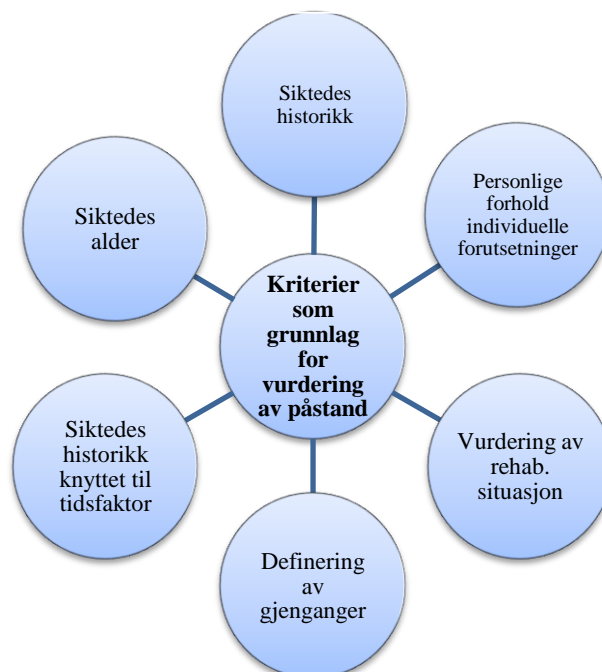 Siktedes
historikk
Personlige
forhold
individuelle
forutsetninger
Siktedes
alder
Kriterier
som
grunnlag
for
vurdering
av påstand
Siktedes
historikk
knyttet til
tidsfaktor
Vurdering av
rehab.
situasjon
Definering
av
gjenganger